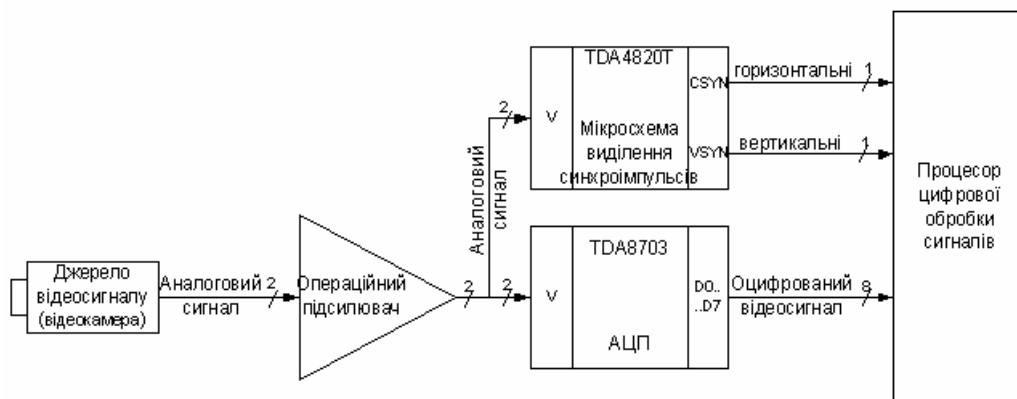 Джерело
відеосигналу
(відеокамера)
Аналоговий 2
сигнал
Операційний
підсилювач
2
2
Аналоговий
сигнал
2
V
TDA4820T
Мікросхема
виділення
синхроімпульсів
CSYN
VSYN
горизонтальні 1
вертикальні 1
V
TDA8703
АЦП
D0..
..D7
Оцифрований 8
відеосигнал
Процесор
цифрової
обробки
сигналів